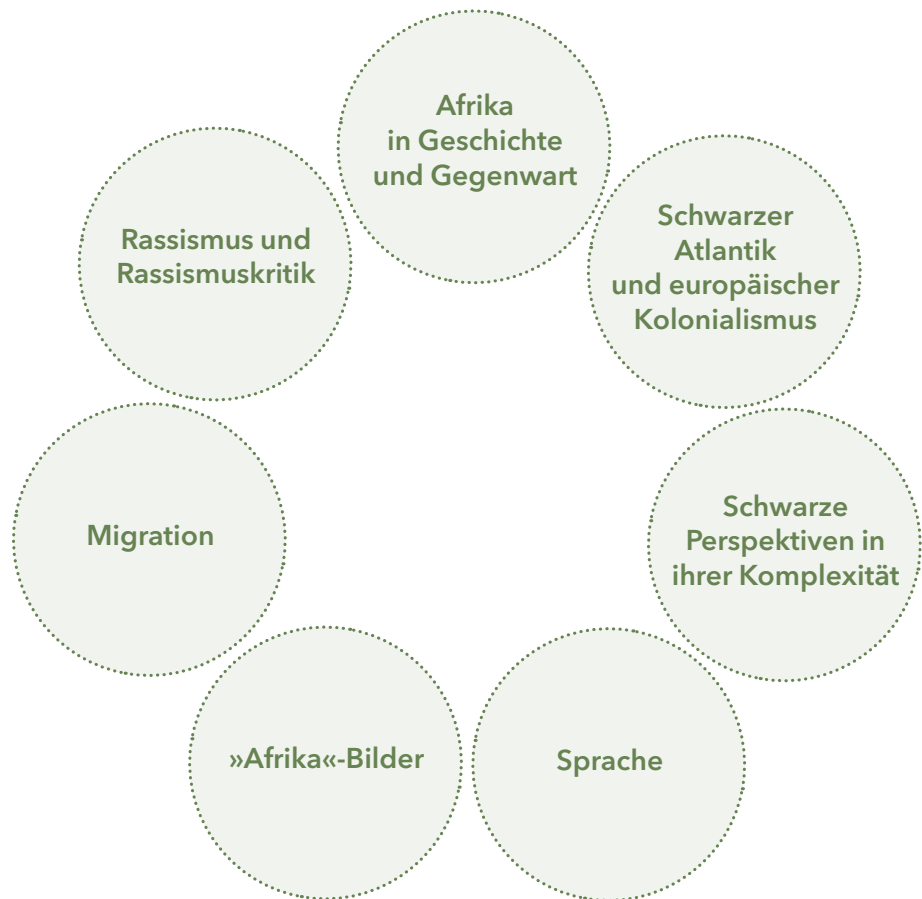 Afrika
in Geschichte
und Gegenwart
Schwarzer
Atlantik
und europäischer
Kolonialismus
Schwarze
Perspektiven in
ihrer Komplexität
Sprache
»Afrika«-Bilder
Migration
Rassismus und
Rassismuskritik